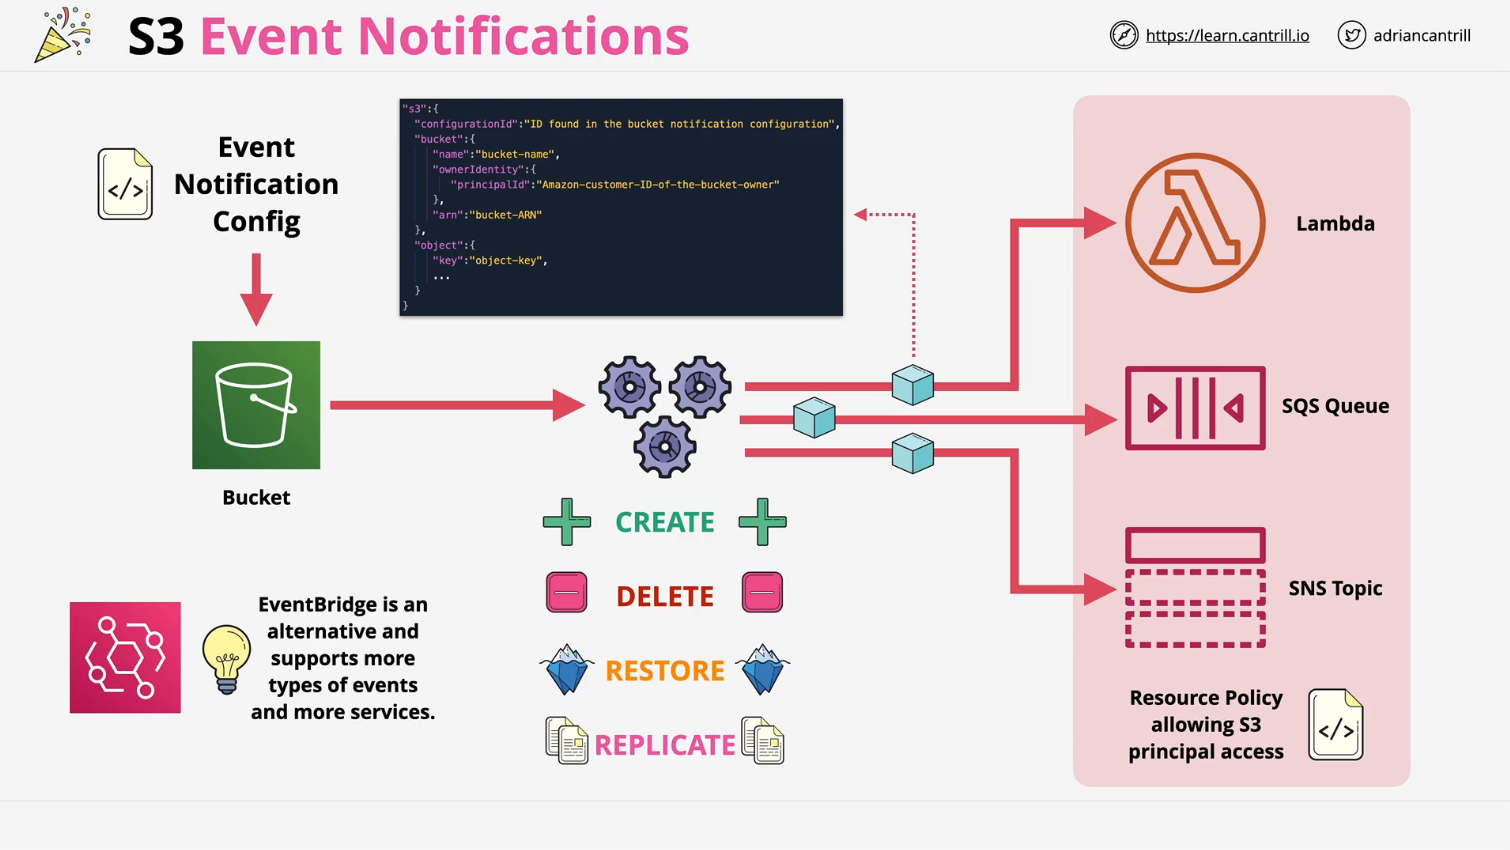 S3 Event Notifications
https://learn.cantrill.io
adriancantrill
Event
Notification
Config
"s3":{
"configurationId":"ID found in the bucket notification configuration",
"bucket":{
"name":"bucket-name",
"ownerIdentity":{
"principalId":"Amazon-customer-ID-of-the-bucket-owner"
},
"arn":"bucket-ARN"
},
"object":{
"key":"object-key",
...
}
}
</>
Lambda
SQS Queue
Bucket
CREATE
DELETE
RESTORE
REPLICATE
SNS Topic
EventBridge is an
alternative and
supports more
types of events
and more services.
Resource Policy
allowing S3
principal access
</>